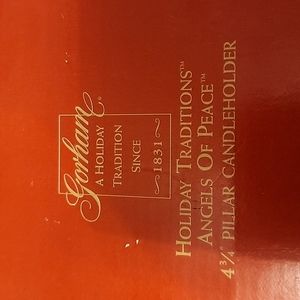 Gorham®
A HOLIDAY
TRADITION
SINCE
1831
HOLIDAY TRADITIONS™
ANGELS OF PEACE™
4¾" PILLAR CANDLEHOLDER